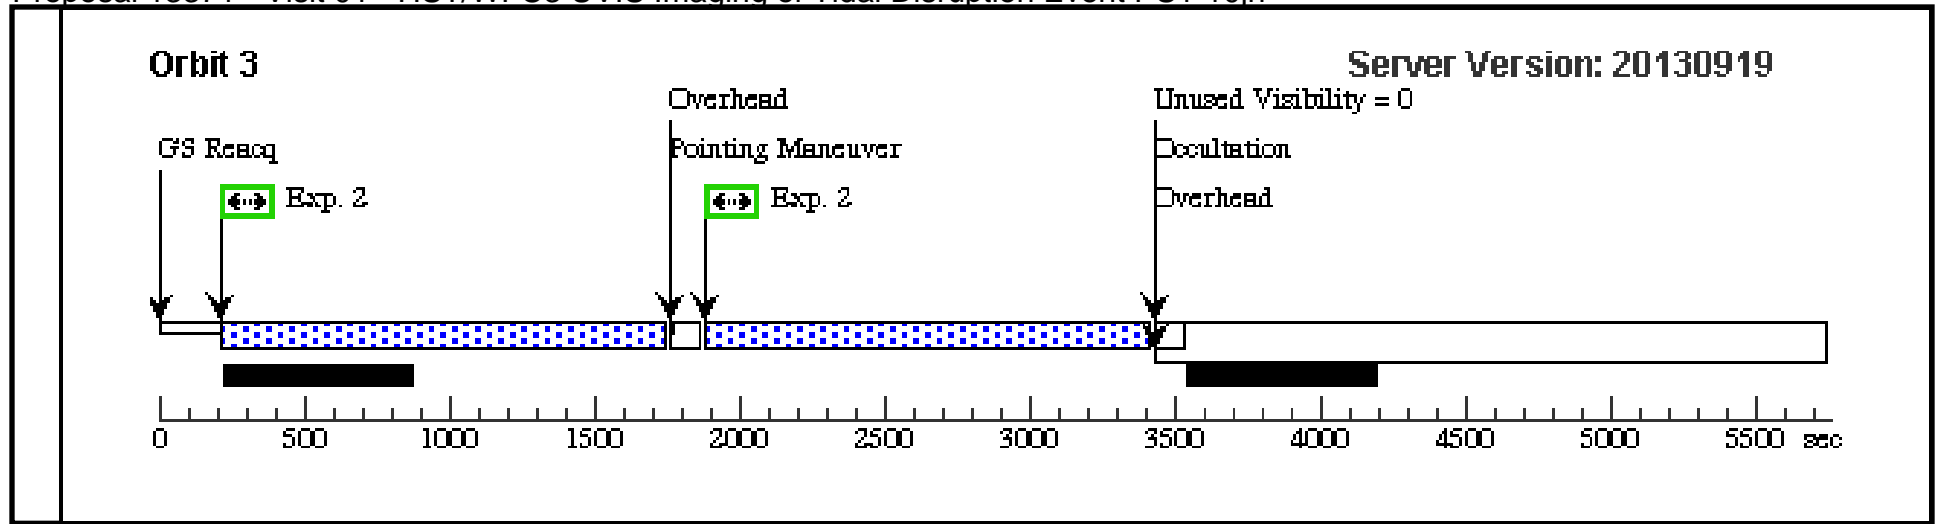 Orbit 3
Server Version: 20130919
Overhead
Unused Visibility = 0
GS Reacq
Pointing Maneuver
Occultation
Exp. 2
Exp. 2
Overhead
0 500 1000 1500 2000 2500 3000 3500 4000 4500 5000 5500 sec